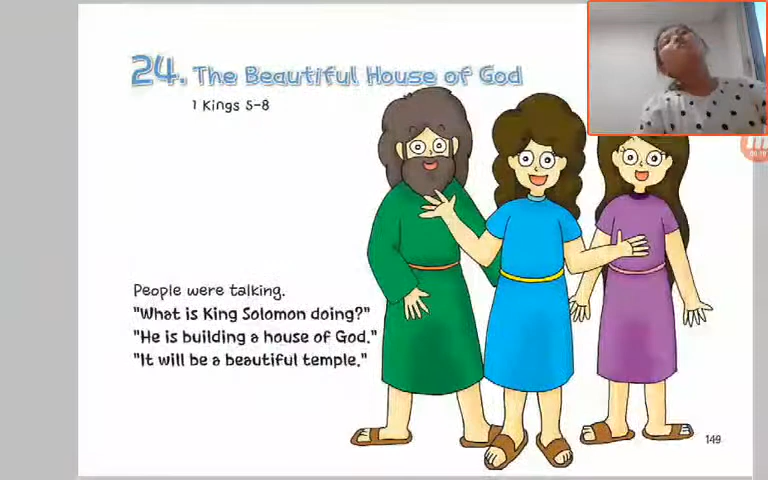 24. The Beautiful House of God
1 Kings 5-8
People were talking.
"What is King Solomon doing?"
"He is building a house of God."
"It will be a beautiful temple."
149